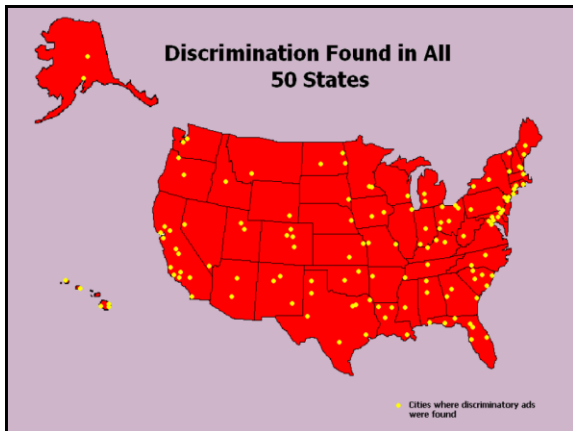 Discrimination Found in All
50 States
Cities where discriminatory ads
were found